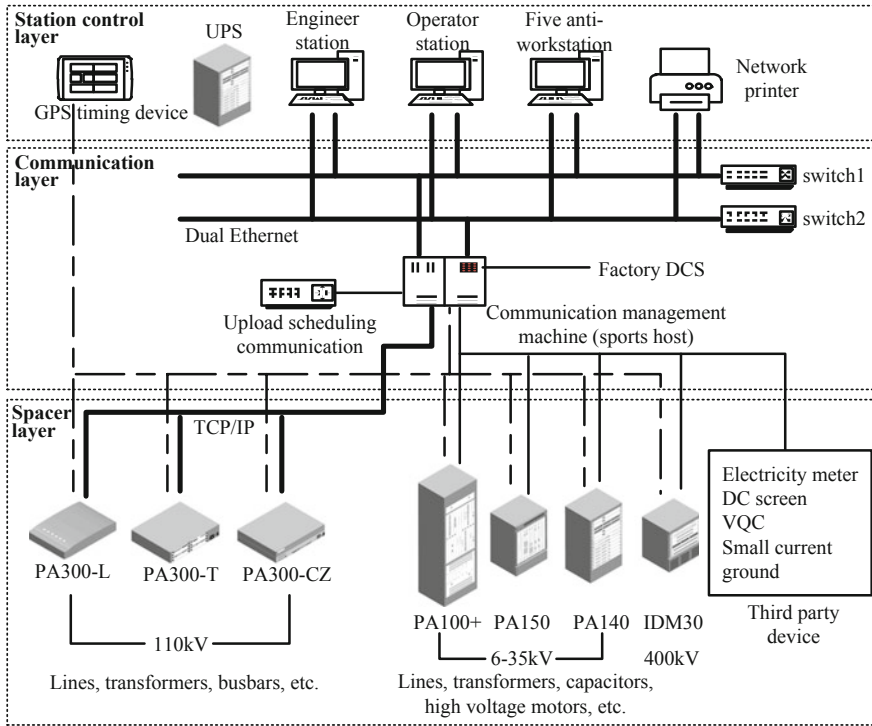 Station control
layer
UPS
Engineer
station
Operator
station
Five anti-
workstation
Network
printer
GPS timing device
Communication
layer
switch1
switch2
Dual Ethernet
Factory DCS
Upload scheduling
communication
Communication management
machine (sports host)
Spacer
layer
TCP/IP
Electricity meter
DC screen
VQC
Small current
ground
PA300-L
PA300-T
PA300-CZ
PA100+
PA150
PA140
IDM30
Third party
device
110kV
6-35kV
400kV
Lines, transformers, busbars, etc.
Lines, transformers, capacitors,
high voltage motors, etc.